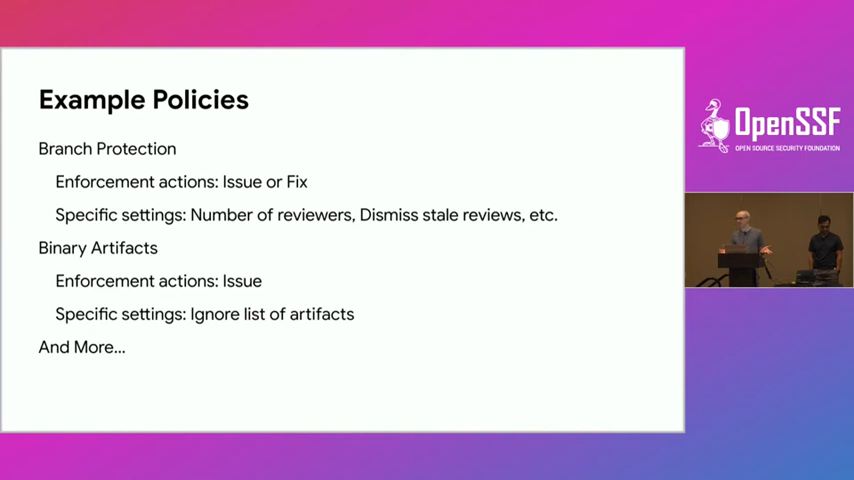 Example Policies
Branch Protection
Enforcement actions: Issue or Fix
Specific settings: Number of reviewers, Dismiss stale reviews, etc.
Binary Artifacts
Enforcement actions: Issue
Specific settings: Ignore list of artifacts
And More...
OpenSSF
OPEN SOURCE SECURITY FOUNDATION